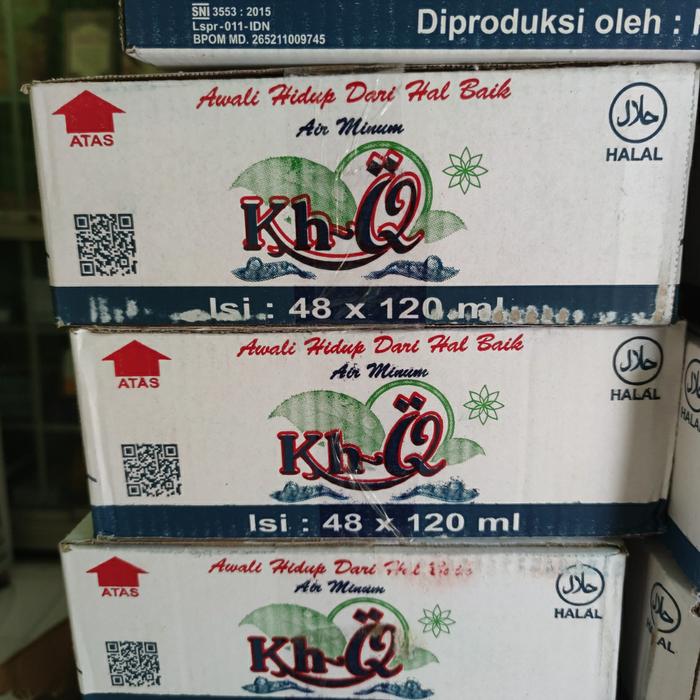 SNI 3553 : 2015
Lspr-011-IDN
BPOM MD. 265211009745
Diproduksi oleh :
Awali Hidup Dari Hal Baik
Air Minum
ATAS
حلال
HALAL
Kh-Q
Isi : 48 x 120 ml
Awali Hidup Dari Hal Baik
Air Minum
ATAS
حلال
HALAL
Kh-Q
Isi : 48 x 120 ml
Awali Hidup Dari Hal Baik
Air Minum
ATAS
حلال
HALAL
Kh-Q